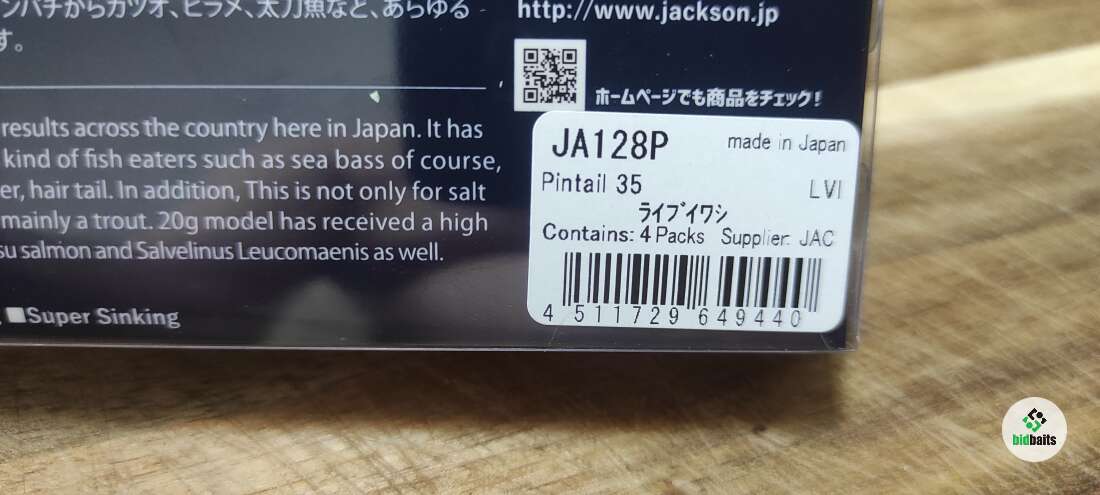 ンパチからカツオ、ヒラメ、太刀魚など、あらゆる
す。
http://www.jackson.jp
ホームページでも商品をチェック!
results across the country here in Japan. It has
kind of fish eaters such as sea bass of course,
er, hair tail. In addition, This is not only for salt
mainly a trout. 20g model has received a high
su salmon and Salvelinus Leucomaenis as well.
■Super Sinking
JA128P made in Japan
Pintail 35 LVI
ライブイワシ
Contains: 4 Packs Supplier: JAC
4 511729 649440
bidbaits